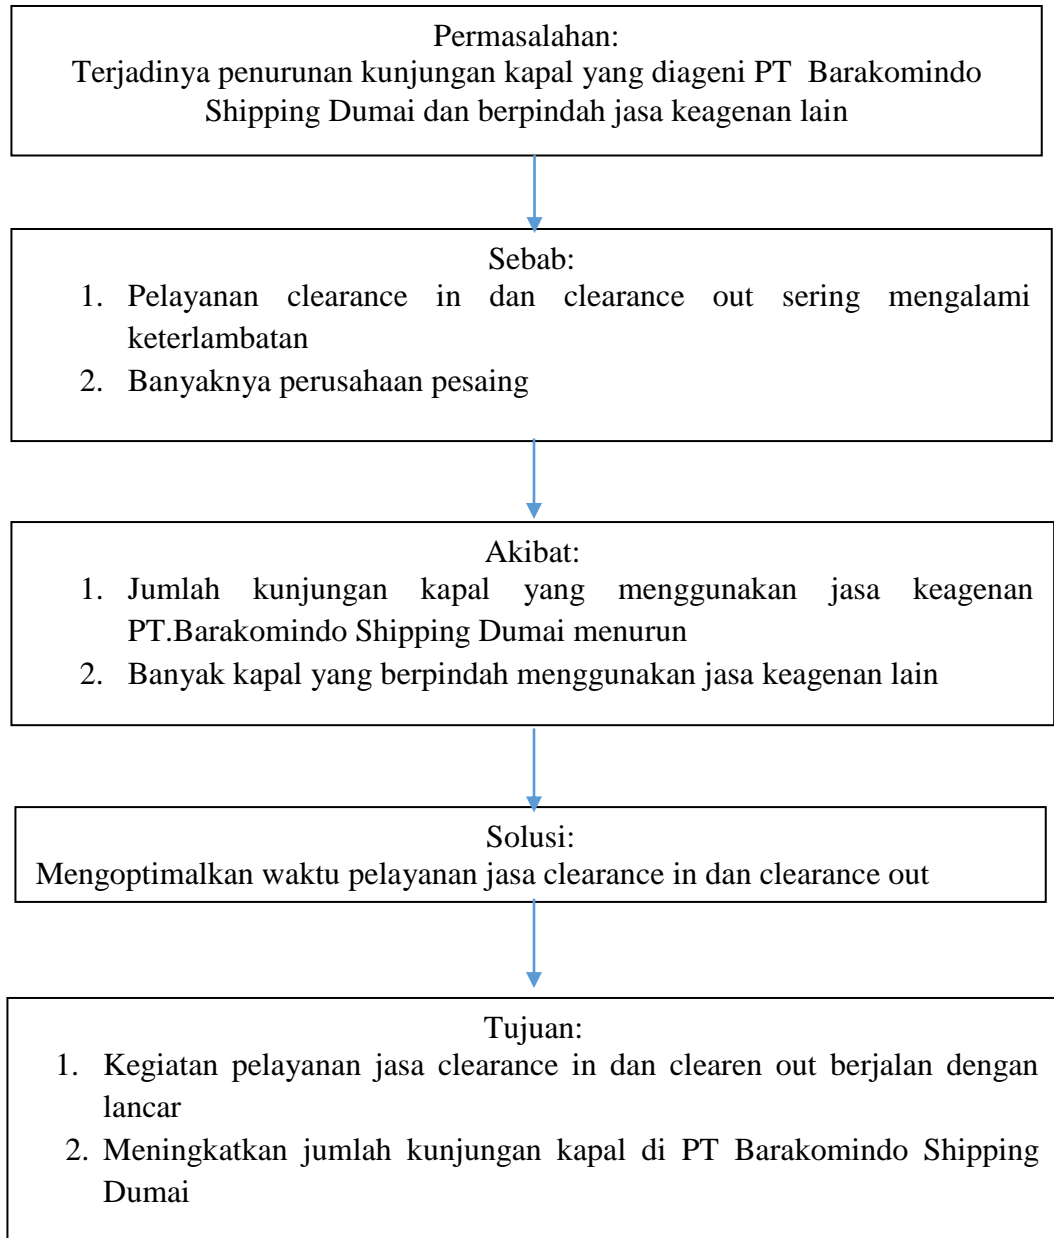 Permasalahan:
Terjadinya penurunan kunjungan kapal yang diageni PT Barakomindo
Shipping Dumai dan berpindah jasa keagenan lain
Sebab:
1. Pelayanan clearance in dan clearance out sering mengalami
keterlambatan
2. Banyaknya perusahaan pesaing
Akibat:
1. Jumlah kunjungan kapal yang menggunakan jasa keagenan
PT.Barakomindo Shipping Dumai menurun
2. Banyak kapal yang berpindah menggunakan jasa keagenan lain
Solusi:
Mengoptimalkan waktu pelayanan jasa clearance in dan clearance out
Tujuan:
1. Kegiatan pelayanan jasa clearance in dan clearen out berjalan dengan
lancar
2. Meningkatkan jumlah kunjungan kapal di PT Barakomindo Shipping
Dumai